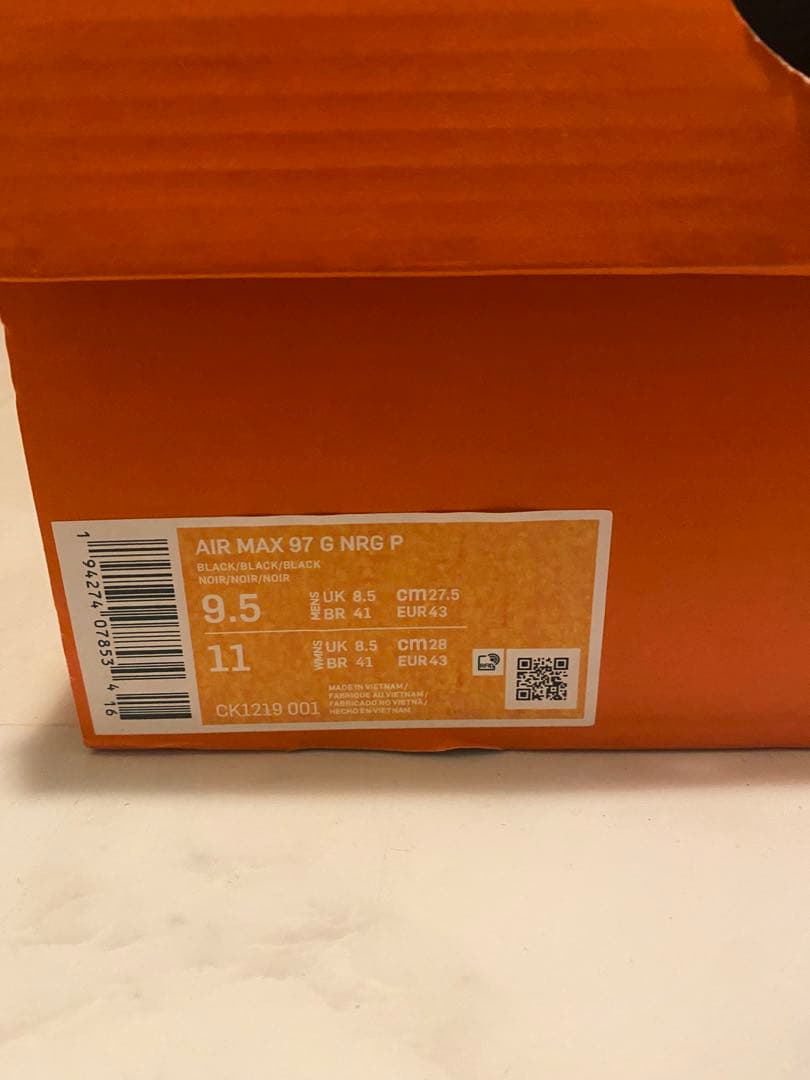 AIR MAX 97 G NRG P
BLACK/BLACK/BLACK
NOIR/NOIR/NOIR
9.5 MENS UK 8.5 cm27.5
BR 41 EUR43
11 WMNS UK 8.5 cm28
BR 41 EUR43
RFID
MADE IN VIETNAM/
FABRIQUE AU VIETNAM/
FABRICADO NO VIETNÃ/
HECHO EN VIETNAM
CK1219 001
1 94274 07853 4 16